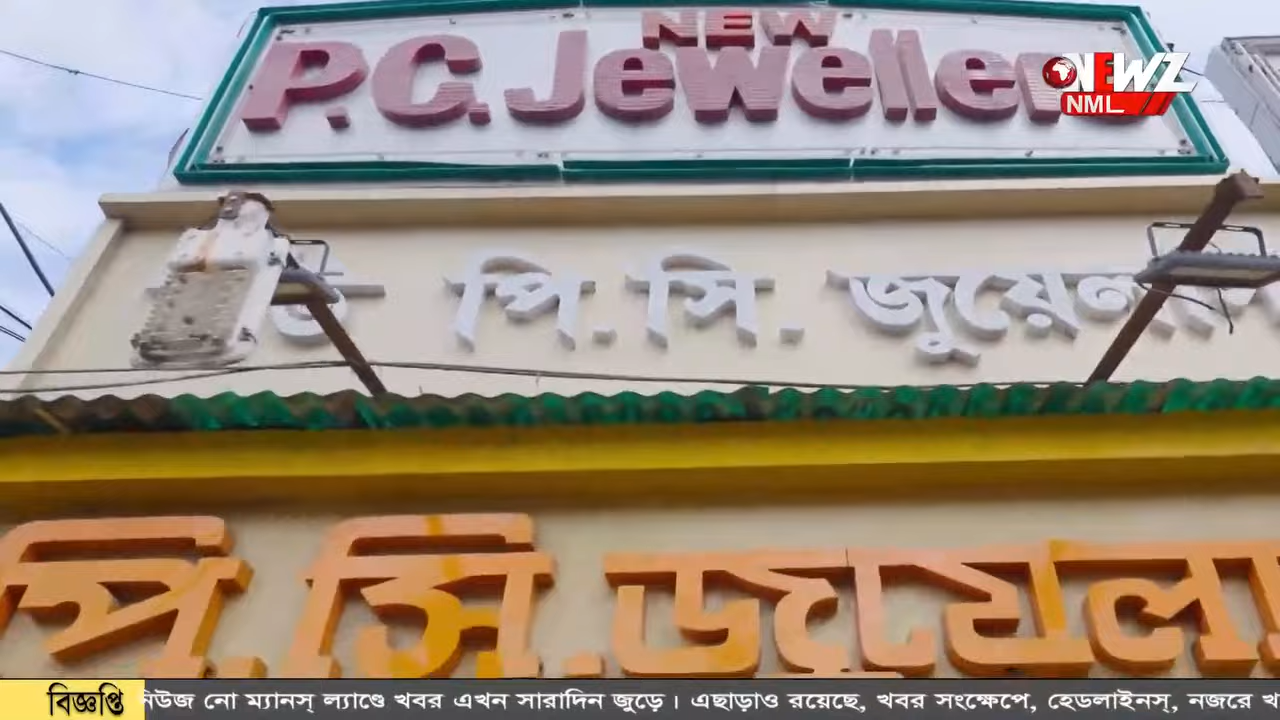 NEW
P.C. Jeweller
NEWZ
NML
পি. সি. জুয়েলা
পি.সি.জুয়েলা
বিজ্ঞপ্তি
নিউজ নো ম্যানস্ ল্যাণ্ডে খবর এখন সারাদিন জুড়ে। এছাড়াও রয়েছে, খবর সংক্ষেপে, হেডলাইনস্, নজরে